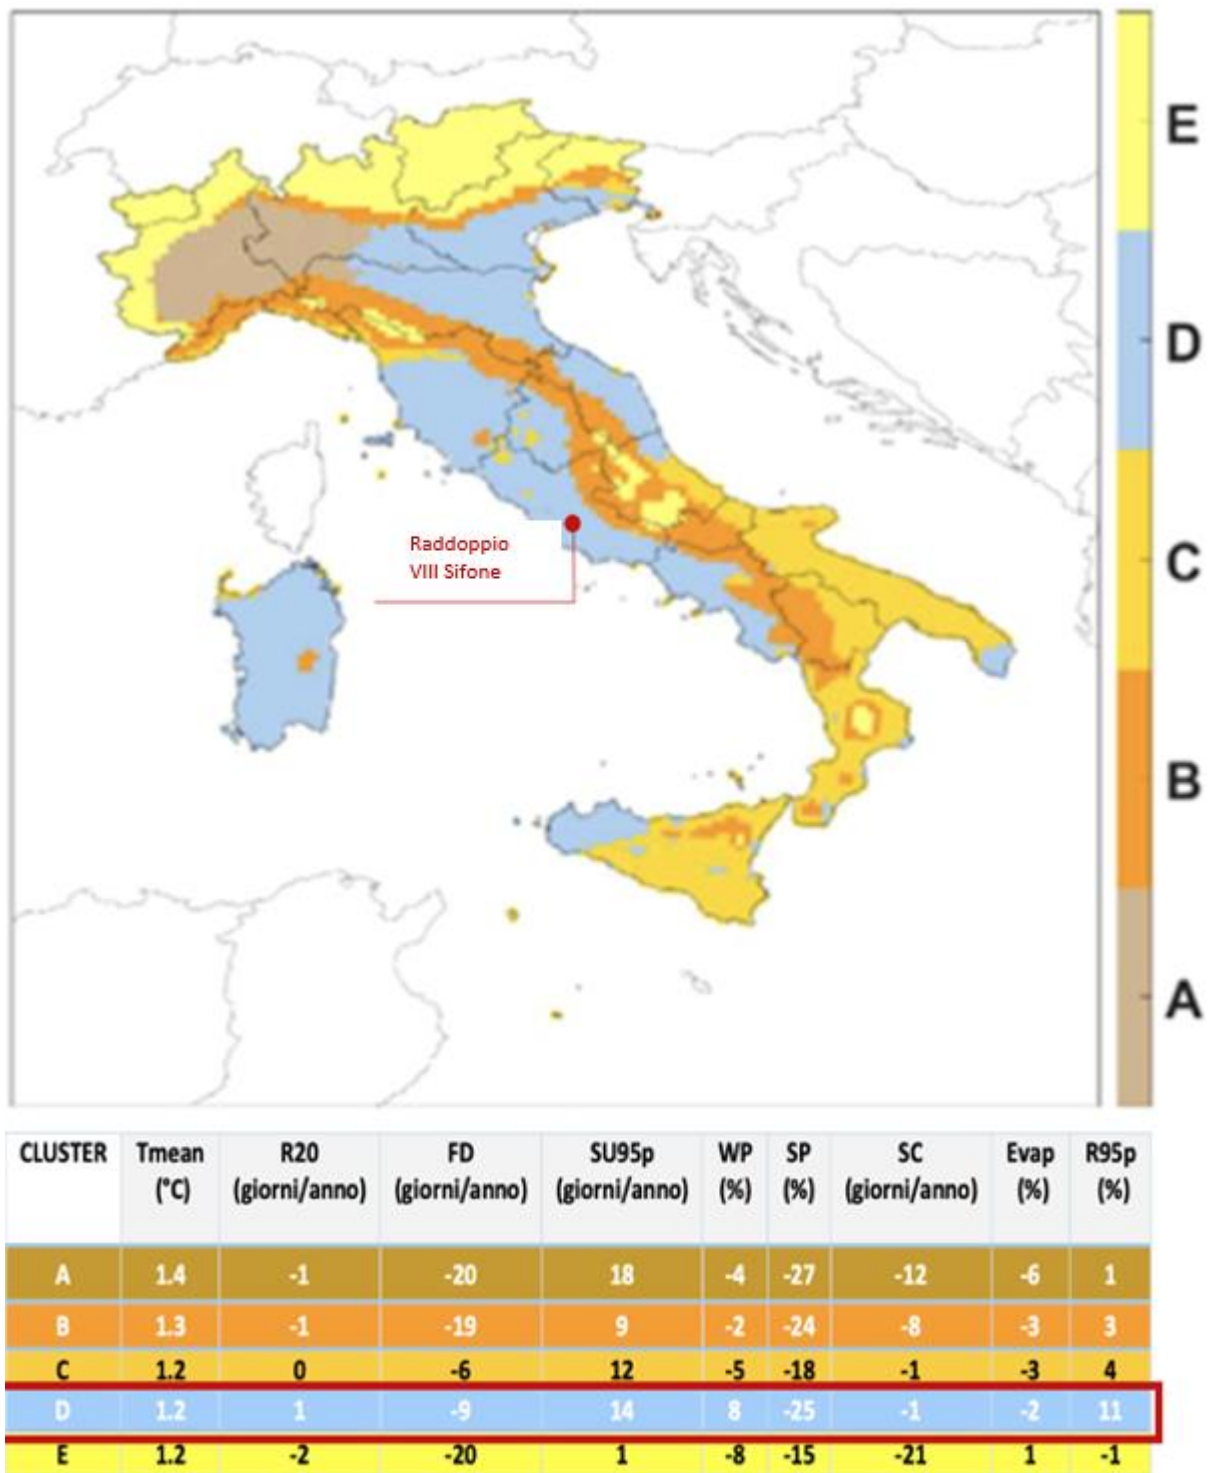 E
D
C
B
A
Raddoppio
VIII Sifone
CLUSTER Tmean R20 FD SU95p WP SP SC Evap R95p
(°C) (giorni/anno) (giorni/anno) (giorni/anno) (%) (%) (giorni/anno) (%) (%)
A 1.4 -1 -20 18 -4 -27 -12 -6 1
B 1.3 -1 -19 9 -2 -24 -8 -3 3
C 1.2 0 -6 12 -5 -18 -1 -3 4
D 1.2 1 -9 14 8 -25 -1 -2 11
E 1.2 -2 -20 1 -8 -15 -21 1 -1